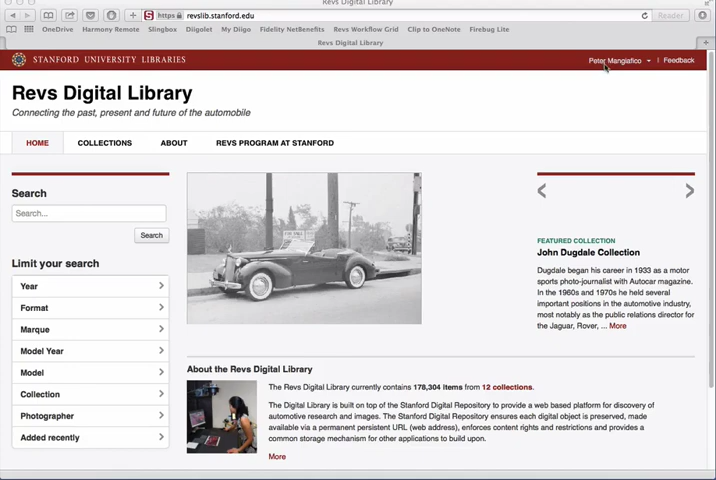 Revs Digital Library
https revslib.stanford.edu
Reader
OneDrive Harmony Remote Slingbox Diigolet My Diigo Fidelity NetBenefits Revs Workflow Grid Clip to OneNote Firebug Lite
Revs Digital Library
STANFORD UNIVERSITY LIBRARIES
Peter Mangiafico | Feedback
Revs Digital Library
Connecting the past, present and future of the automobile
HOME COLLECTIONS ABOUT REVS PROGRAM AT STANFORD
Search
Search...
Search
Limit your search
Year
Format
Marque
Model Year
Model
Collection
Photographer
Added recently
FEATURED COLLECTION
John Dugdale Collection
Dugdale began his career in 1933 as a motor
sports photo-journalist with Autocar magazine.
In the 1960s and 1970s he held several
important positions in the automotive industry,
most notably as the public relations director for
the Jaguar, Rover, ... More
About the Revs Digital Library
The Revs Digital Library currently contains 178,304 items from 12 collections.
The Digital Library is built on top of the Stanford Digital Repository to provide a web based platform for discovery of
automotive research and images. The Stanford Digital Repository ensures each digital object is preserved, made
available via a permanent persistent URL (web address), enforces content rights and restrictions and provides a
common storage mechanism for other applications to build upon.
More